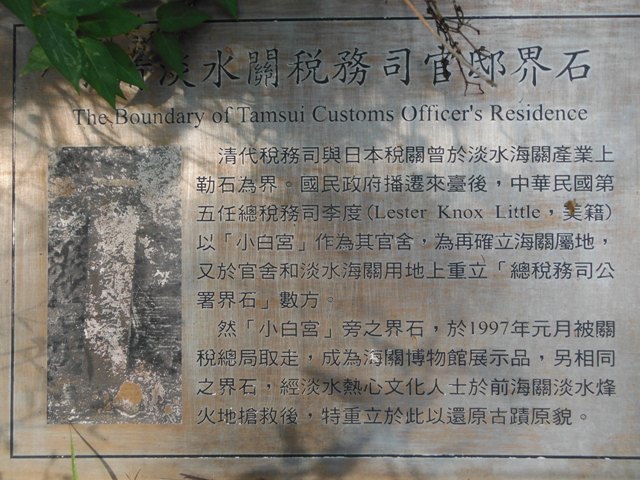 淡水關稅務司官邸界石
The Boundary of Tamsui Customs Officer's Residence
清代稅務司與日本稅關曾於淡水海關產業上
勒石為界。國民政府播遷來臺後，中華民國第
五任總稅務司李度(Lester Knox Little，美籍)
以「小白宮」作為其官舍，為再確立海關屬地，
又於官舍和淡水海關用地上重立「總稅務司公
署界石」數方。
然「小白宮」旁之界石，於1997年元月被關
稅總局取走，成為海關博物館展示品，另相同
之界石，經淡水熱心文化人士於前海關淡水烽
火地搶救後，特重立於此以還原古蹟原貌。